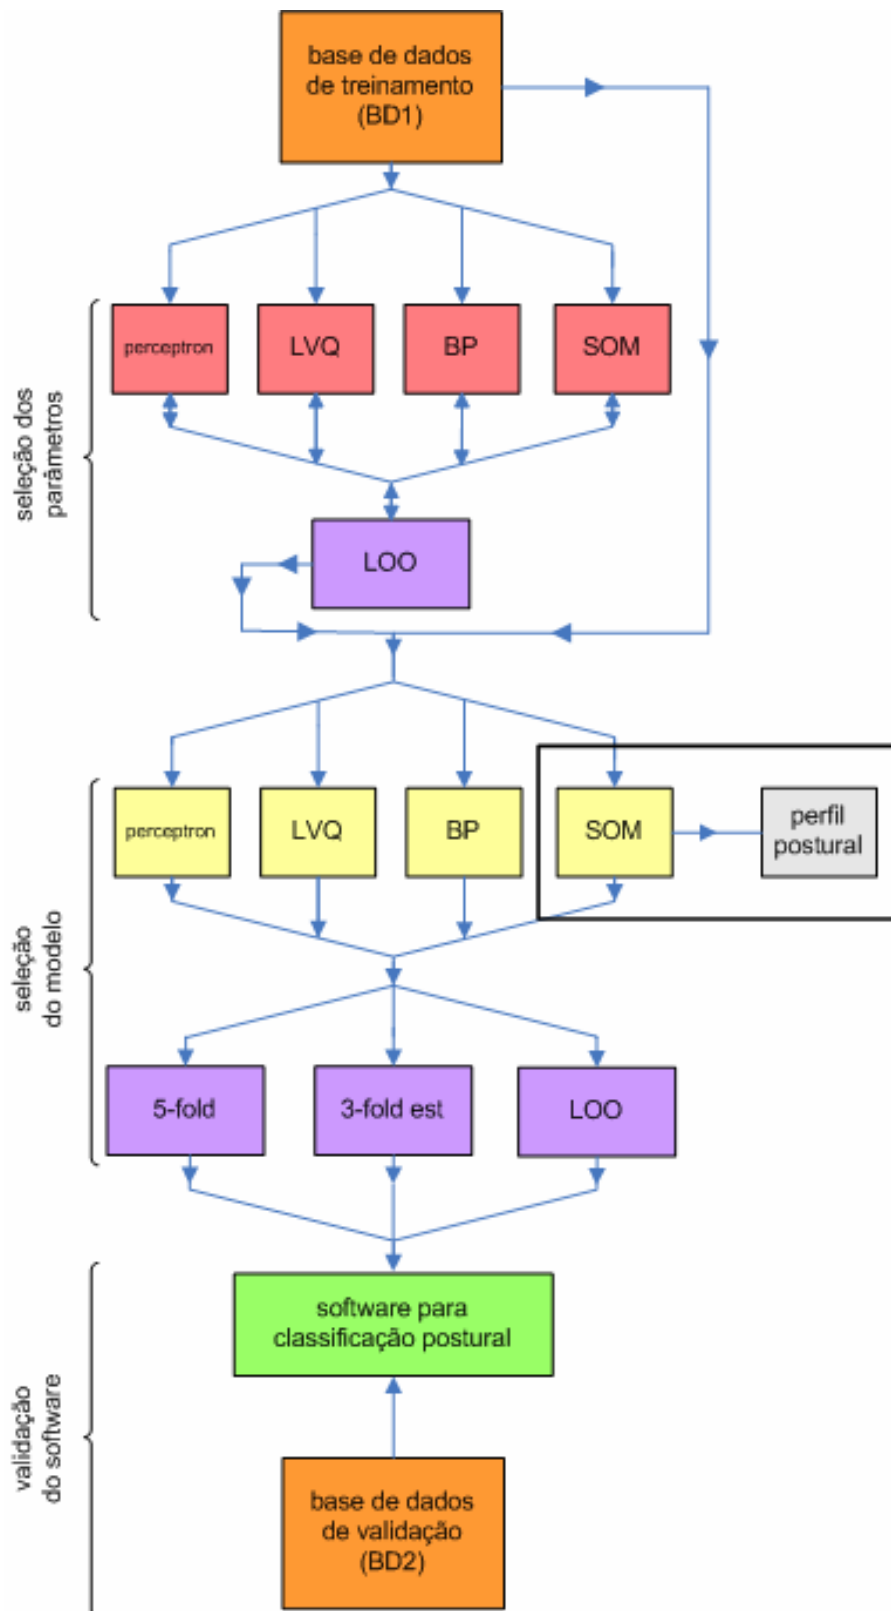 base de dados
de treinamento
(BD1)
seleção dos
parâmetros
perceptron
LVQ
BP
SOM
LOO
seleção
do modelo
perceptron
LVQ
BP
SOM
perfil
postural
5-fold
3-fold est
LOO
validação
do software
software para
classificação postural
base de dados
de validação
(BD2)